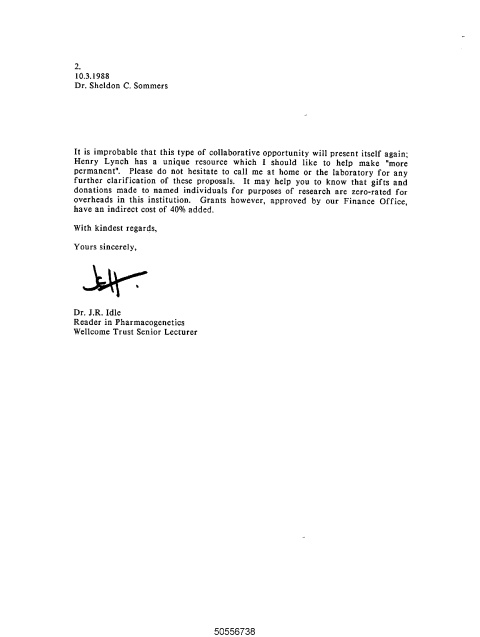 2.
10.3.1988
Dr. Sheldon C. Sommers
It is improbable that this type of collaborative opportunity will present itself again;
Henry Lynch has a unique resource which I should like to help make "more
permanent". Please do not hesitate to call me at home or the laboratory for any
further clarification of these proposals. It may help you to know that gifts and
donations made to named individuals for purposes of research are zero-rated for
overheads in this institution. Grants however, approved by our Finance Office,
have an indirect cost of 40% added.
With kindest regards,
Yours sincerely,
Dr. J.R. Idle
Reader in Pharmacogenetics
Wellcome Trust Senior Lecturer
50556738